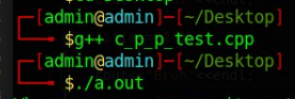 [admin@admin]-[~/Desktop]
$g++ c_p_p_test.cpp
[admin@admin]-[~/Desktop]
$./a.out